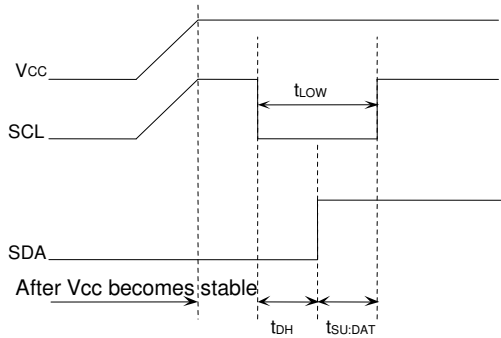 VCC
tLOW
SCL
SDA
After Vcc becomes stable
tDH
tSU:DAT